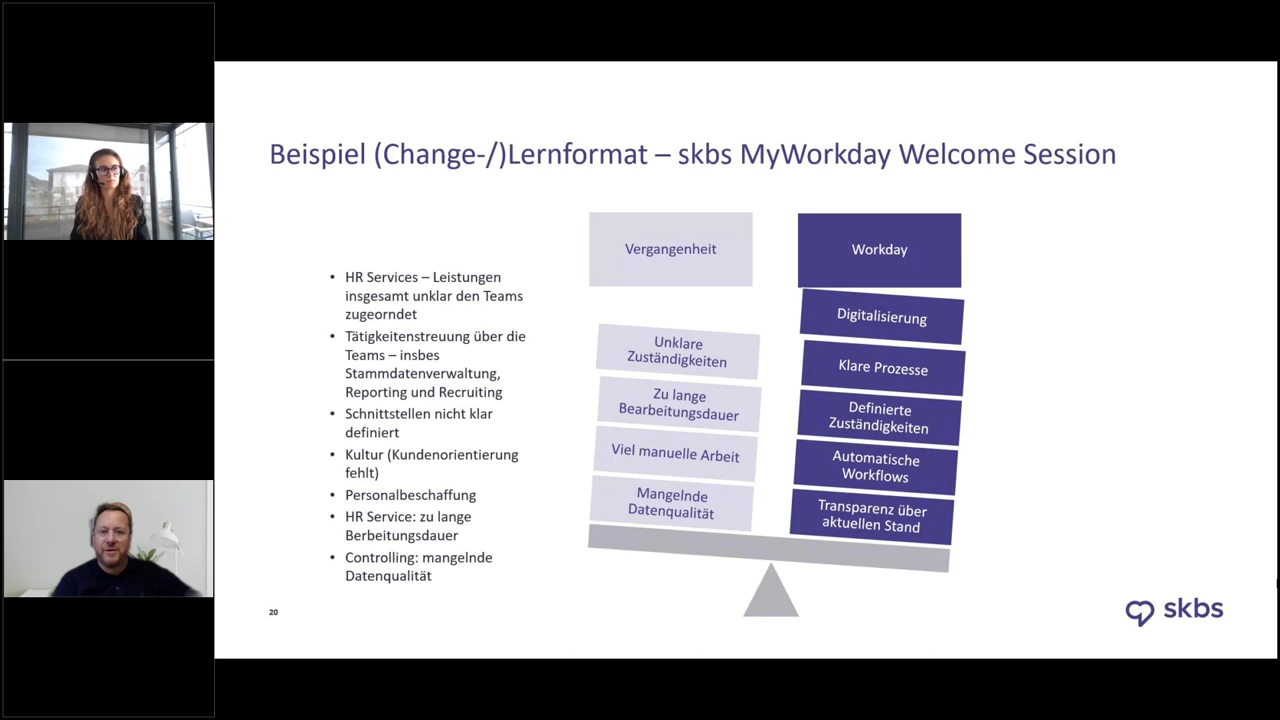 Beispiel (Change-/)Lernformat – skbs MyWorkday Welcome Session
• HR Services – Leistungen
insgesamt unklar den Teams
zugeorndet
• Tätigkeitenstreuung über die
Teams – insbes
Stammdatenverwaltung,
Reporting und Recruiting
• Schnittstellen nicht klar
definiert
• Kultur (Kundenorientierung
fehlt)
• Personalbeschaffung
• HR Service: zu lange
Berbeitungsdauer
• Controlling: mangelnde
Datenqualität
Vergangenheit
Unklare
Zuständigkeiten
Zu lange
Bearbeitungsdauer
Viel manuelle Arbeit
Mangelnde
Datenqualität
Workday
Digitalisierung
Klare Prozesse
Definierte
Zuständigkeiten
Automatische
Workflows
Transparenz über
aktuellen Stand
20
skbs